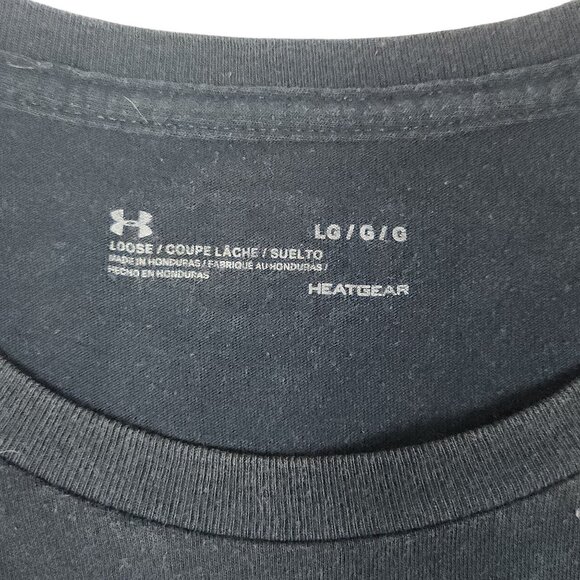 LG / G / G
LOOSE / COUPE LÂCHE / SUELTO
MADE IN HONDURAS / FABRIQUÉ AU HONDURAS /
HECHO EN HONDURAS
HEATGEAR